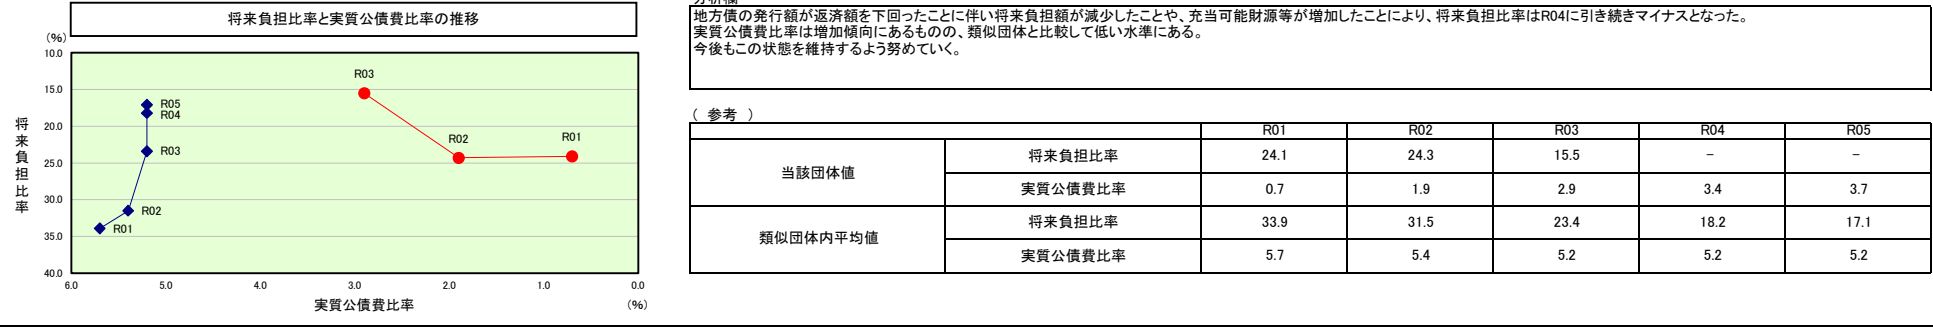 将来負担比率と実質公債費比率の推移
(%)
10.0
15.0
20.0
25.0
30.0
35.0
40.0
将来負担比率
R03
R02
R01
R05
R04
R03
R02
R01
6.0 5.0 4.0 3.0 2.0 1.0 0.0
実質公債費比率 (%)
分析欄
地方債の発行額が返済額を下回ったことに伴い将来負担額が減少したことや、充当可能財源等が増加したことにより、将来負担比率はR04に引き続きマイナスとなった。
実質公債費比率は増加傾向にあるものの、類似団体と比較して低い水準にある。
今後もこの状態を維持するよう努めていく。
( 参考 )
R01 R02 R03 R04 R05
当該団体値 将来負担比率 24.1 24.3 15.5 － －
実質公債費比率 0.7 1.9 2.9 3.4 3.7
類似団体内平均値 将来負担比率 33.9 31.5 23.4 18.2 17.1
実質公債費比率 5.7 5.4 5.2 5.2 5.2